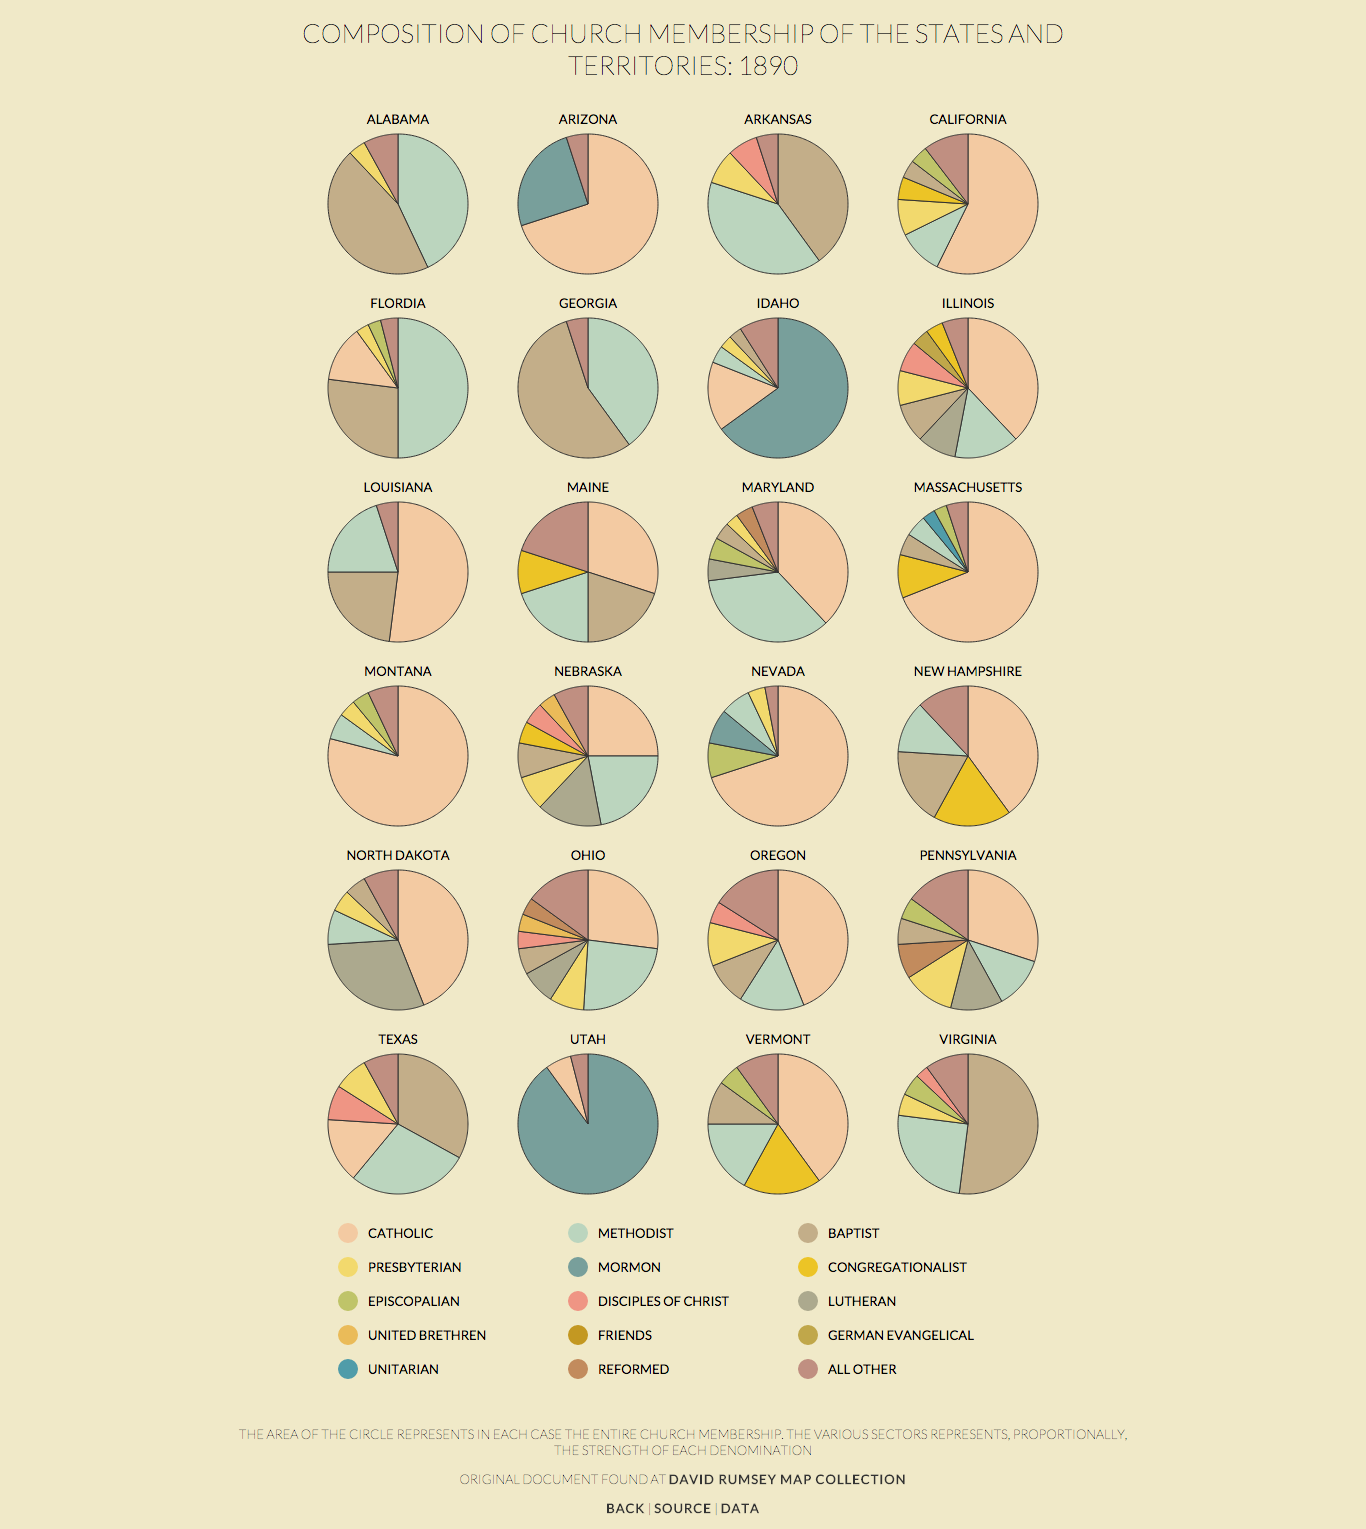 COMPOSITION OF CHURCH MEMBERSHIP OF THE STATES AND
TERRITORIES: 1890
ALABAMA
ARIZONA
ARKANSAS
CALIFORNIA
FLORDIA
GEORGIA
IDAHO
ILLINOIS
LOUISIANA
MAINE
MARYLAND
MASSACHUSETTS
MONTANA
NEBRASKA
NEVADA
NEW HAMPSHIRE
NORTH DAKOTA
OHIO
OREGON
PENNSYLVANIA
TEXAS
UTAH
VERMONT
VIRGINIA
CATHOLIC
METHODIST
BAPTIST
PRESBYTERIAN
MORMON
CONGREGATIONALIST
EPISCOPALIAN
DISCIPLES OF CHRIST
LUTHERAN
UNITED BRETHREN
FRIENDS
GERMAN EVANGELICAL
UNITARIAN
REFORMED
ALL OTHER
THE AREA OF THE CIRCLE REPRESENTS IN EACH CASE THE ENTIRE CHURCH MEMBERSHIP. THE VARIOUS SECTORS REPRESENTS, PROPORTIONALLY,
THE STRENGTH OF EACH DENOMINATION
ORIGINAL DOCUMENT FOUND AT DAVID RUMSEY MAP COLLECTION
BACK | SOURCE | DATA